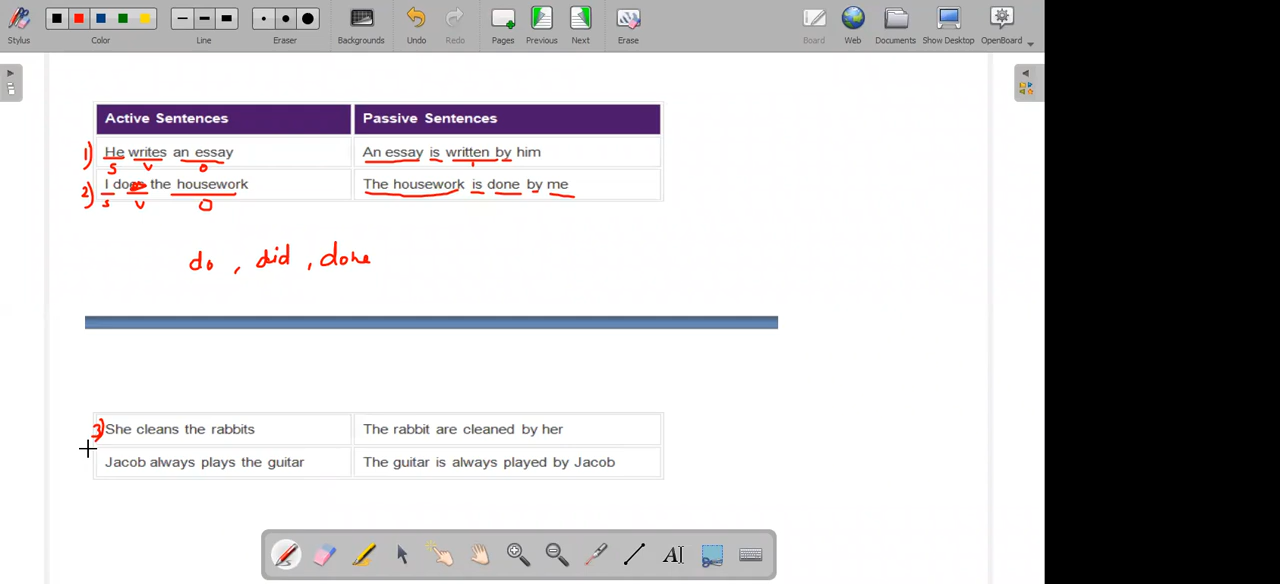 Stylus Color Line Eraser Backgrounds Undo Redo Pages Previous Next Erase Board Web Documents Show Desktop OpenBoard
Active Sentences Passive Sentences
1) He writes an essay An essay is written by him
S V O
2) I does the housework The housework is done by me
S V O
do , did , done
3) She cleans the rabbits The rabbit are cleaned by her
Jacob always plays the guitar The guitar is always played by Jacob
A